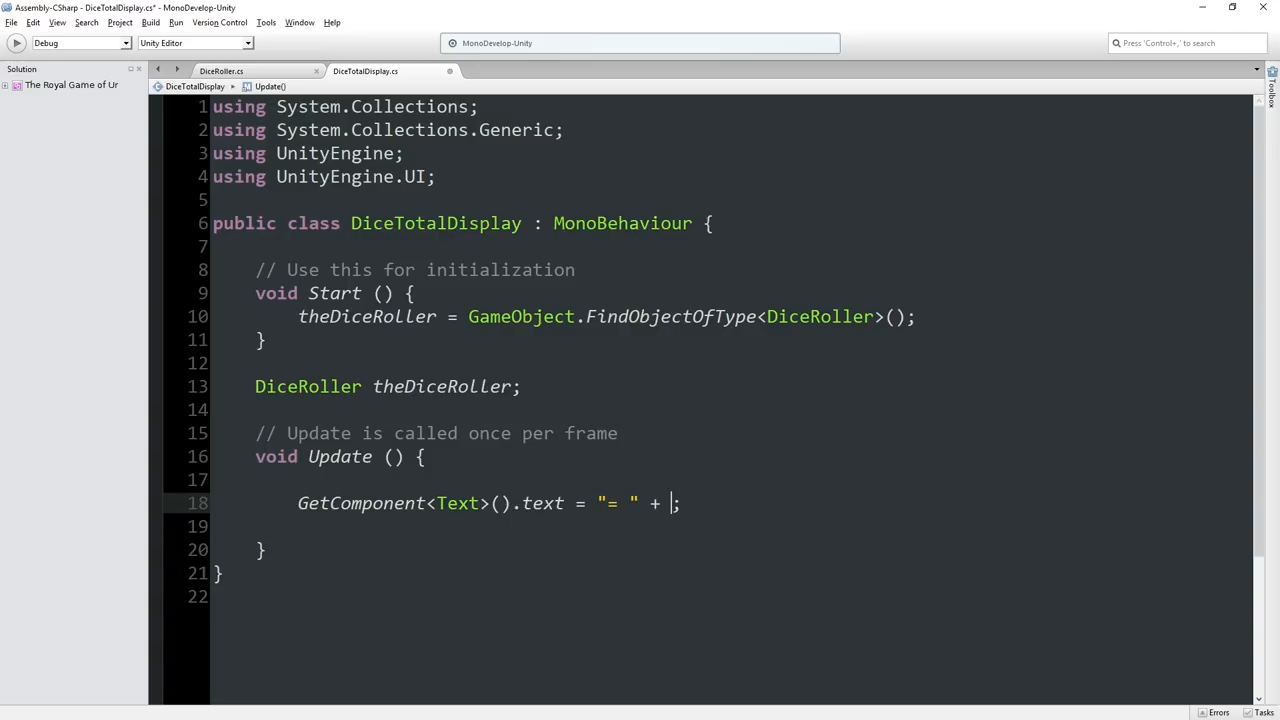 Assembly-CSharp - DiceTotalDisplay.cs* - MonoDevelop-Unity
File Edit View Search Project Build Run Version Control Tools Window Help
Debug Unity Editor MonoDevelop-Unity Press 'Control+,' to search
Solution DiceRoller.cs DiceTotalDisplay.cs
The Royal Game of Ur DiceTotalDisplay Update()
Toolbox
1 using System.Collections;
2 using System.Collections.Generic;
3 using UnityEngine;
4 using UnityEngine.UI;
5
6 public class DiceTotalDisplay : MonoBehaviour {
7
8 // Use this for initialization
9 void Start () {
10 theDiceRoller = GameObject.FindObjectOfType<DiceRoller>();
11 }
12
13 DiceRoller theDiceRoller;
14
15 // Update is called once per frame
16 void Update () {
17
18 GetComponent<Text>().text = "= " + ;
19
20 }
21 }
22
Errors Tasks